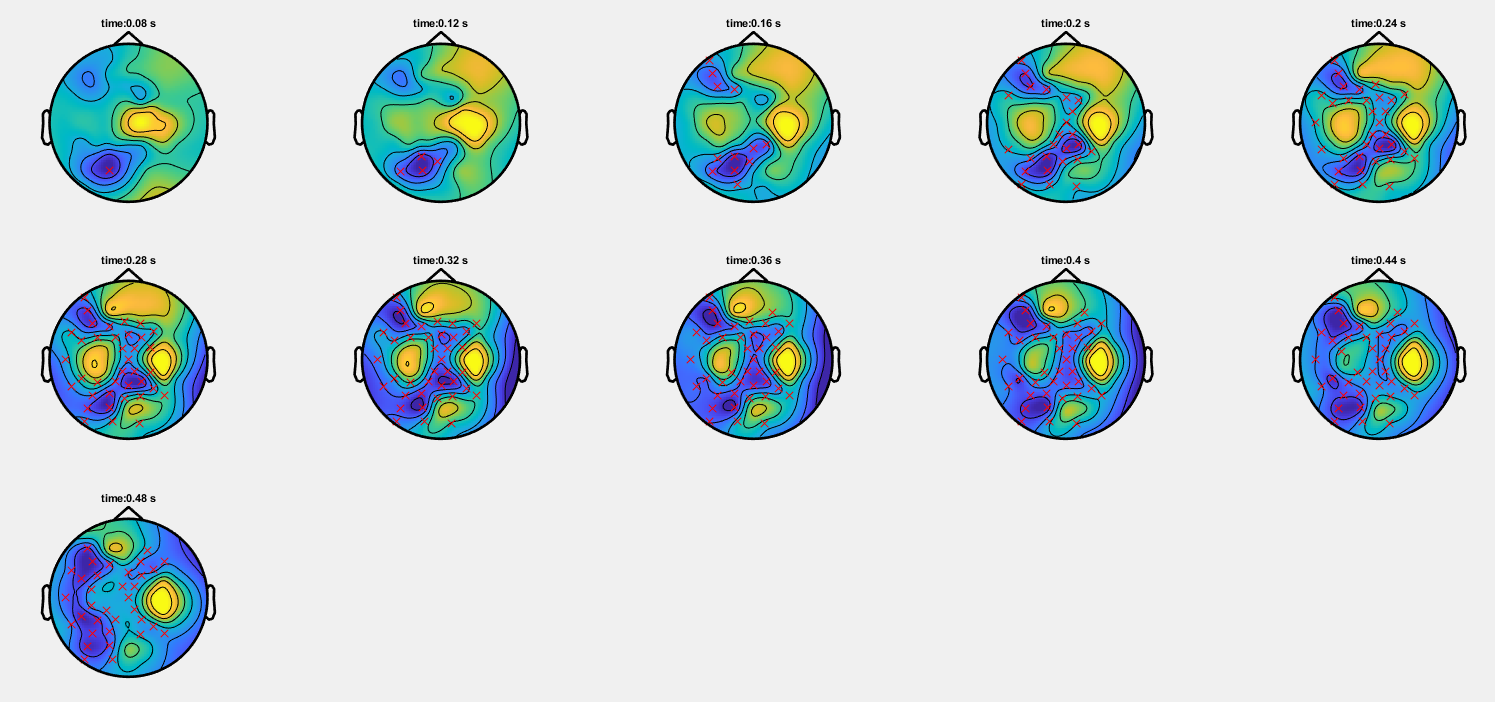 time:0.08 s
time:0.12 s
time:0.16 s
time:0.2 s
time:0.24 s
time:0.28 s
time:0.32 s
time:0.36 s
time:0.4 s
time:0.44 s
time:0.48 s